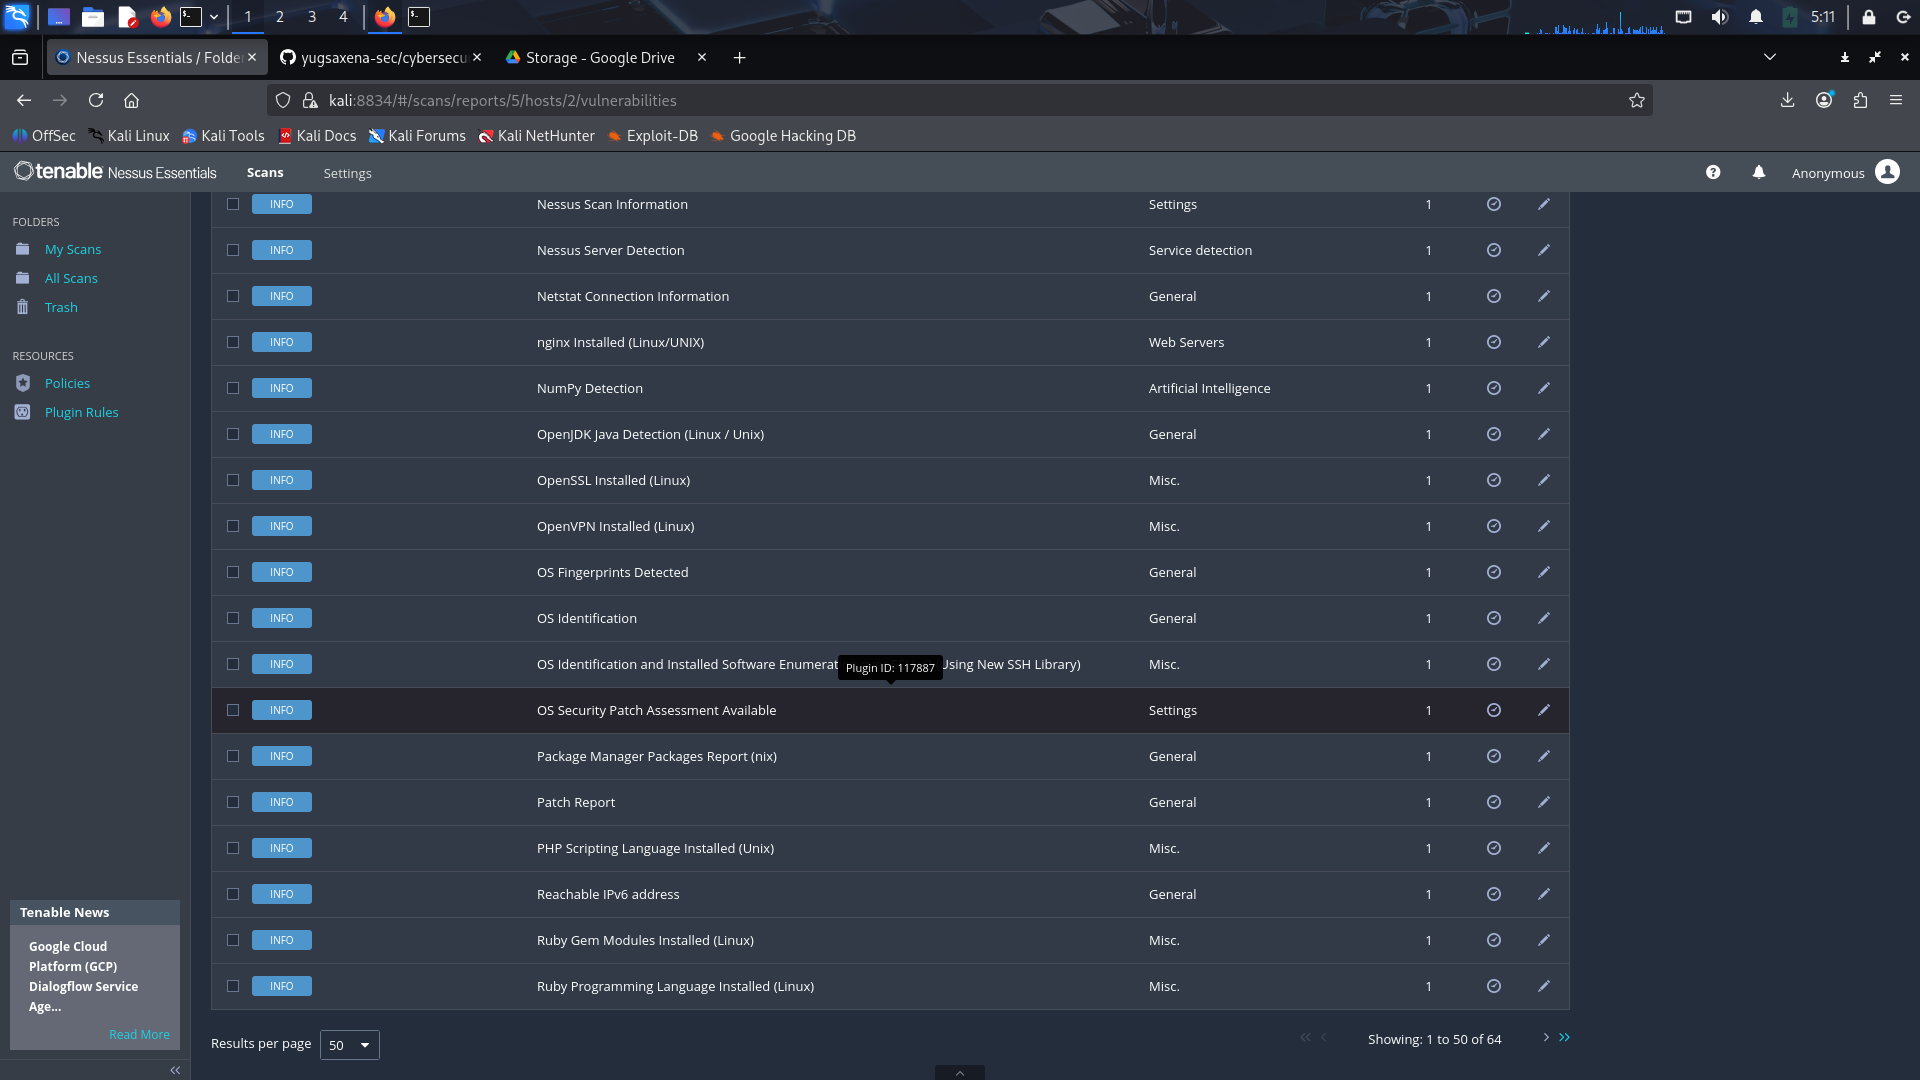 1 2 3 4 5:11
Nessus Essentials / Folde yugsaxena-sec/cybersecu Storage - Google Drive
kali:8834/#/scans/reports/5/hosts/2/vulnerabilities
OffSec Kali Linux Kali Tools Kali Docs Kali Forums Kali NetHunter Exploit-DB Google Hacking DB
tenable Nessus Essentials Scans Settings ? Anonymous
FOLDERS
My Scans
All Scans
Trash
RESOURCES
Policies
Plugin Rules
Tenable News
Google Cloud
Platform (GCP)
Dialogflow Service
Age...
Read More
INFO Nessus Scan Information Settings 1
INFO Nessus Server Detection Service detection 1
INFO Netstat Connection Information General 1
INFO nginx Installed (Linux/UNIX) Web Servers 1
INFO NumPy Detection Artificial Intelligence 1
INFO OpenJDK Java Detection (Linux / Unix) General 1
INFO OpenSSL Installed (Linux) Misc. 1
INFO OpenVPN Installed (Linux) Misc. 1
INFO OS Fingerprints Detected General 1
INFO OS Identification General 1
INFO OS Identification and Installed Software Enumerat Using New SSH Library) Misc. 1
Plugin ID: 117887
INFO OS Security Patch Assessment Available Settings 1
INFO Package Manager Packages Report (nix) General 1
INFO Patch Report General 1
INFO PHP Scripting Language Installed (Unix) Misc. 1
INFO Reachable IPv6 address General 1
INFO Ruby Gem Modules Installed (Linux) Misc. 1
INFO Ruby Programming Language Installed (Linux) Misc. 1
Results per page 50 Showing: 1 to 50 of 64